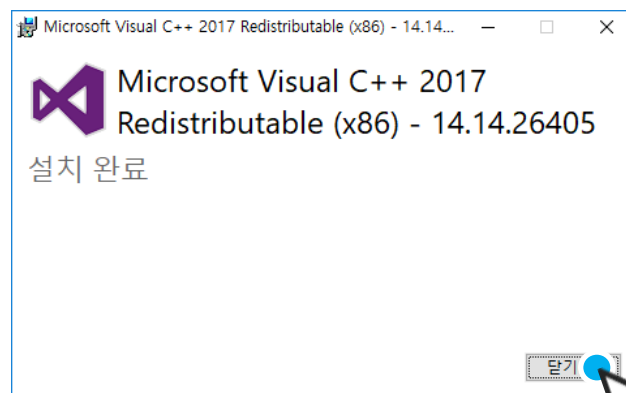 Microsoft Visual C++ 2017 Redistributable (x86) - 14.14...
Microsoft Visual C++ 2017
Redistributable (x86) - 14.14.26405
설치 완료
닫기